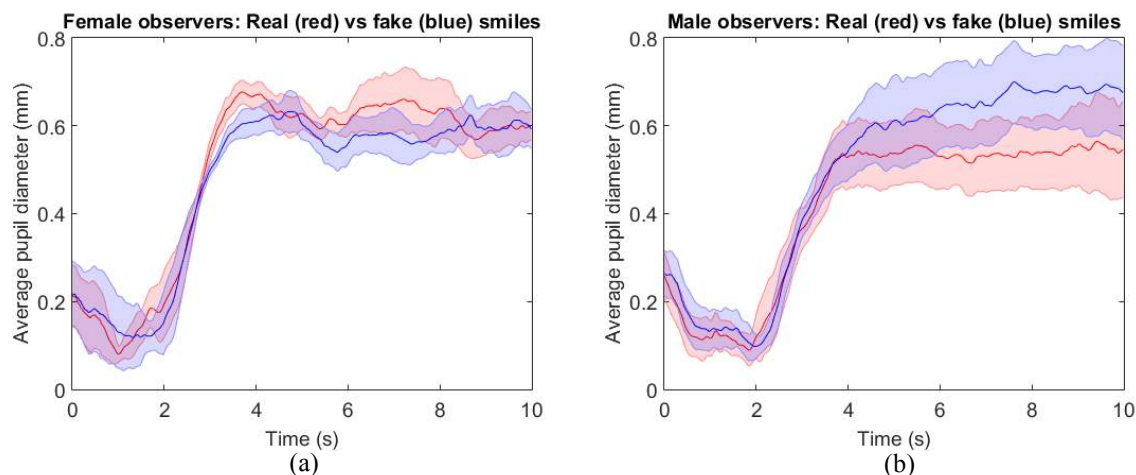 Female observers: Real (red) vs fake (blue) smiles
0.8
0.6
0.4
0.2
0
Average pupil diameter (mm)
0 2 4 6 8 10
Time (s)
(a)
Male observers: Real (red) vs fake (blue) smiles
0.8
0.6
0.4
0.2
0
Average pupil diameter (mm)
0 2 4 6 8 10
Time (s)
(b)